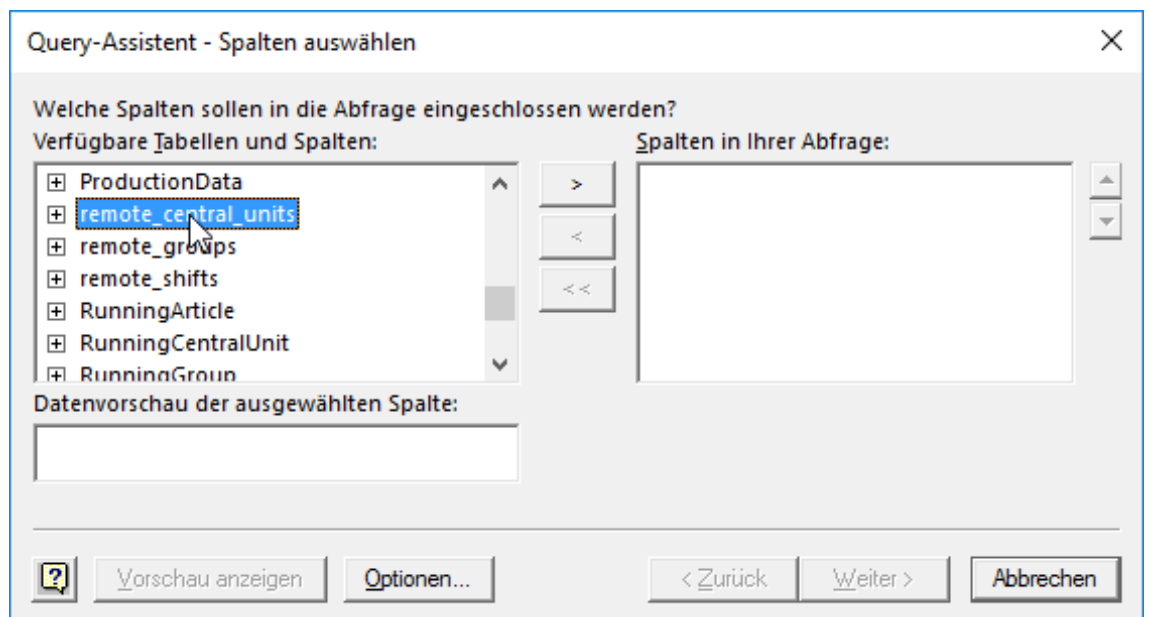 Query-Assistent - Spalten auswählen
Welche Spalten sollen in die Abfrage eingeschlossen werden?
Verfügbare Tabellen und Spalten:
Spalten in Ihrer Abfrage:
ProductionData
remote_central_units
remote_groups
remote_shifts
RunningArticle
RunningCentralUnit
RunningGroup
>
<
<<
Datenvorschau der ausgewählten Spalte:
?
Vorschau anzeigen
Optionen...
< Zurück
Weiter >
Abbrechen